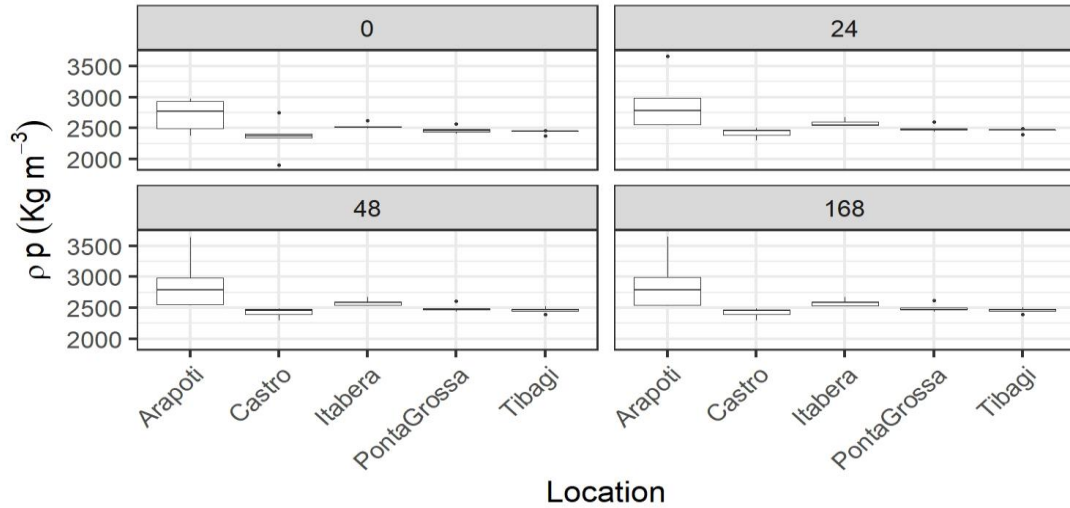 0
24
3500
3000
2500
2000
48
168
3500
3000
2500
2000
ρ p (Kg m⁻³)
Arapoti
Castro
Itabera
PontaGrossa
Tibagi
Arapoti
Castro
Itabera
PontaGrossa
Tibagi
Location